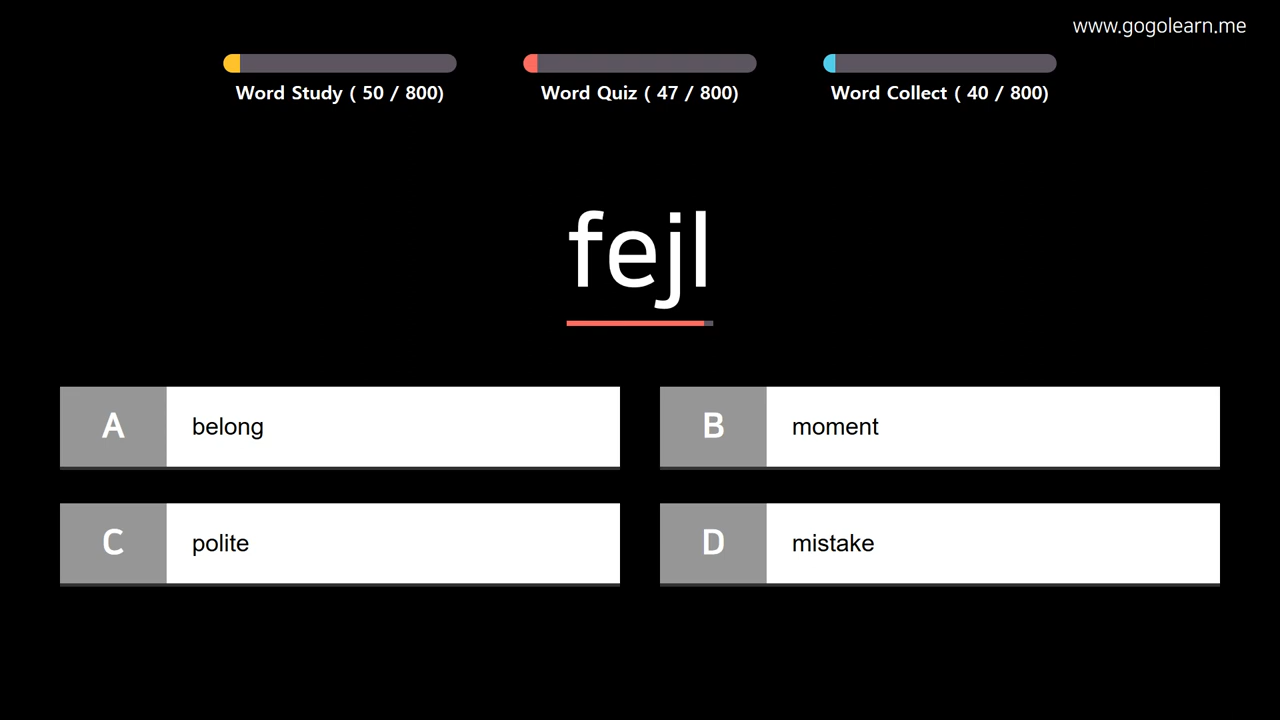 www.gogolearn.me
Word Study ( 50 / 800)
Word Quiz ( 47 / 800)
Word Collect ( 40 / 800)
fejl
A belong
B moment
C polite
D mistake